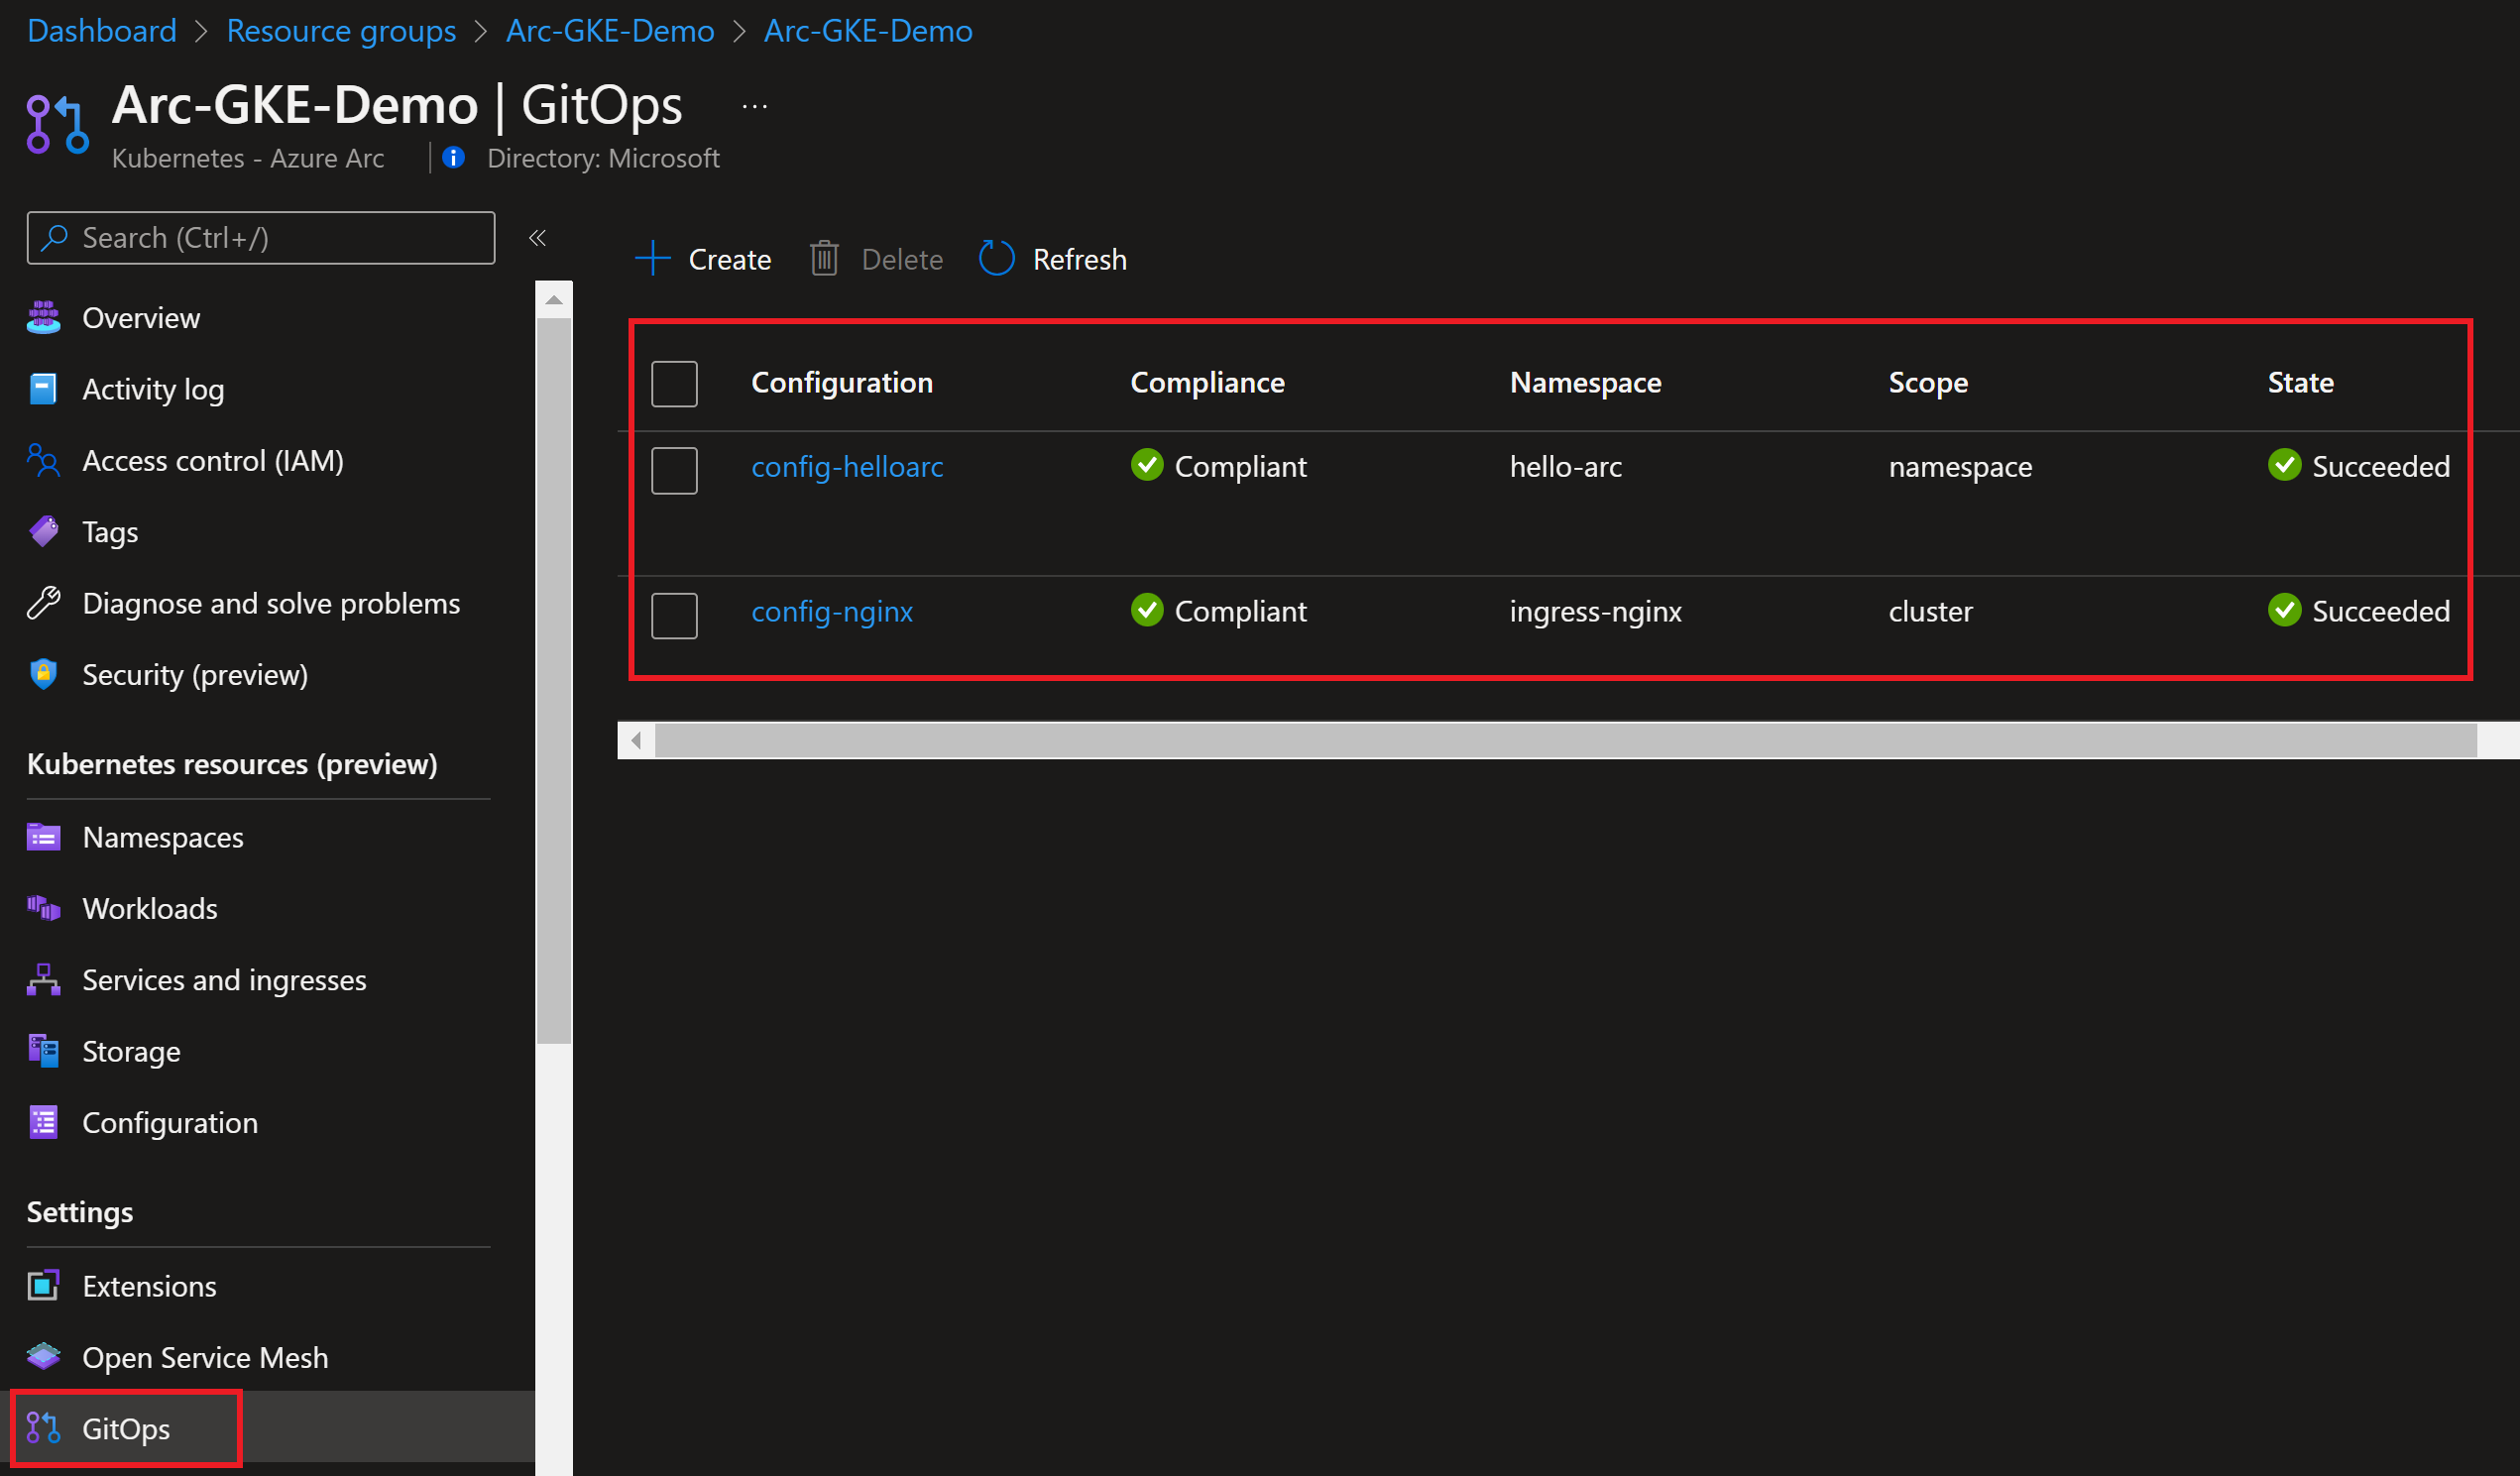 Dashboard > Resource groups > Arc-GKE-Demo > Arc-GKE-Demo
Arc-GKE-Demo | GitOps ...
Kubernetes - Azure Arc | Directory: Microsoft
Search (Ctrl+/) «
Overview
Activity log
Access control (IAM)
Tags
Diagnose and solve problems
Security (preview)
Kubernetes resources (preview)
Namespaces
Workloads
Services and ingresses
Storage
Configuration
Settings
Extensions
Open Service Mesh
GitOps
Create Delete Refresh
Configuration Compliance Namespace Scope State
config-helloarc Compliant hello-arc namespace Succeeded
config-nginx Compliant ingress-nginx cluster Succeeded